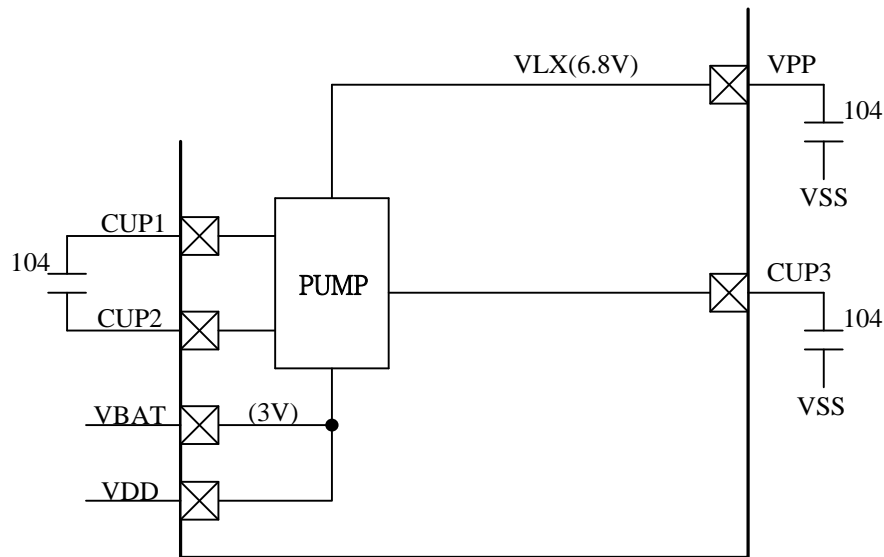 VLX(6.8V)
VPP
104
VSS
CUP1
104
PUMP
CUP3
CUP2
104
VSS
VBAT
(3V)
VDD